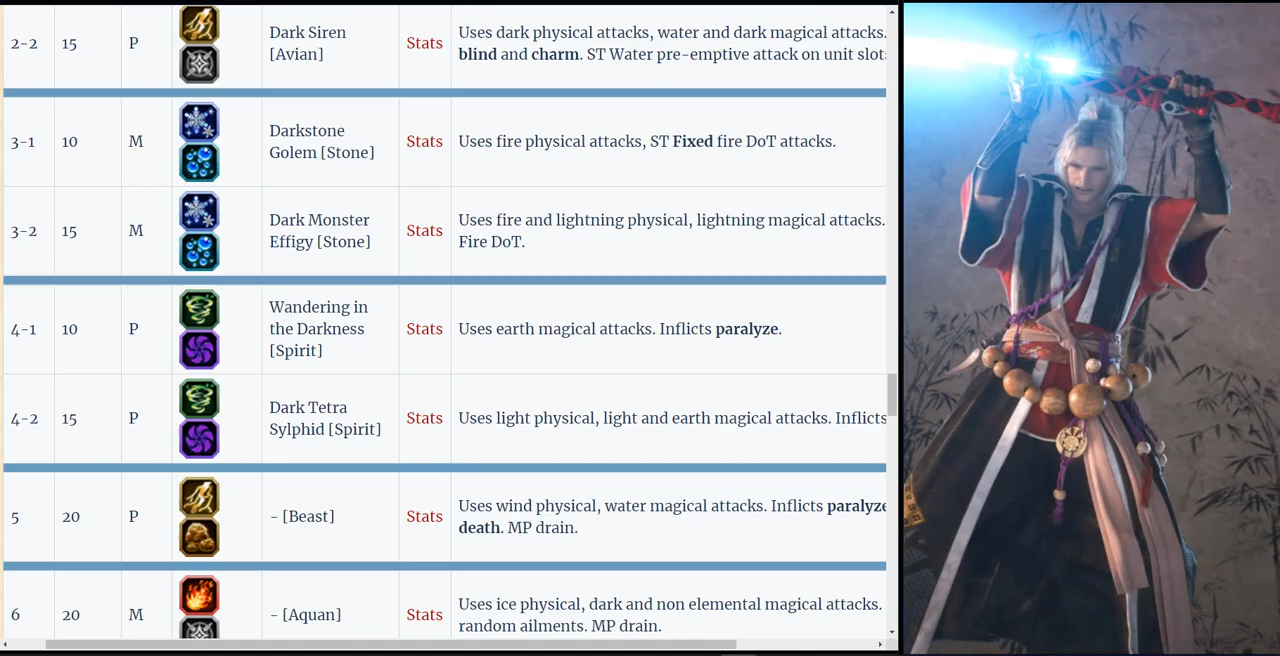 2-2 15 P Dark Siren [Avian] Stats Uses dark physical attacks, water and dark magical attacks.
blind and charm. ST Water pre-emptive attack on unit slot
3-1 10 M Darkstone Golem [Stone] Stats Uses fire physical attacks, ST Fixed fire DoT attacks.
3-2 15 M Dark Monster Effigy [Stone] Stats Uses fire and lightning physical, lightning magical attacks.
Fire DoT.
4-1 10 P Wandering in the Darkness [Spirit] Stats Uses earth magical attacks. Inflicts paralyze.
4-2 15 P Dark Tetra Sylphid [Spirit] Stats Uses light physical, light and earth magical attacks. Inflicts
5 20 P - [Beast] Stats Uses wind physical, water magical attacks. Inflicts paralyze
death. MP drain.
6 20 M - [Aquan] Stats Uses ice physical, dark and non elemental magical attacks.
random ailments. MP drain.